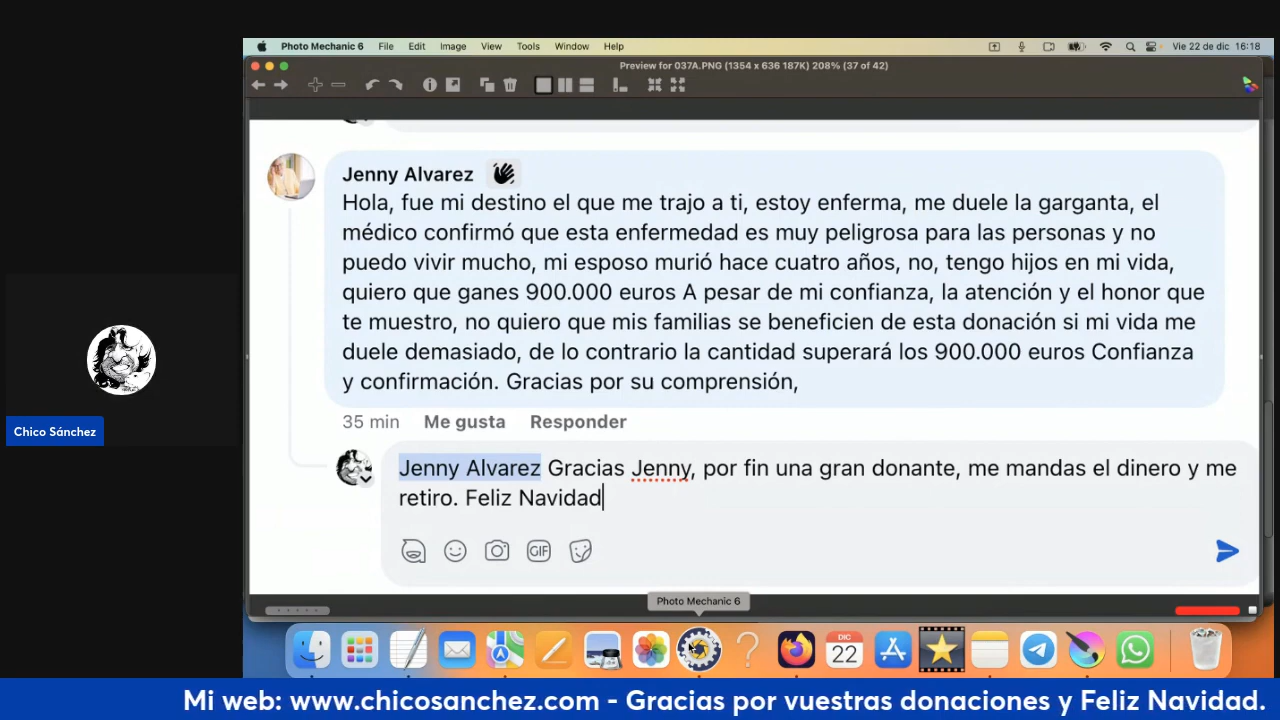 Photo Mechanic 6 File Edit Image View Tools Window Help Vie 22 de dic 16:18
Preview for 037A.PNG (1354 x 636 187K) 208% (37 of 42)
Jenny Alvarez
Hola, fue mi destino el que me trajo a ti, estoy enferma, me duele la garganta, el
médico confirmó que esta enfermedad es muy peligrosa para las personas y no
puedo vivir mucho, mi esposo murió hace cuatro años, no, tengo hijos en mi vida,
quiero que ganes 900.000 euros A pesar de mi confianza, la atención y el honor que
te muestro, no quiero que mis familias se beneficien de esta donación si mi vida me
duele demasiado, de lo contrario la cantidad superará los 900.000 euros Confianza
y confirmación. Gracias por su comprensión,
35 min Me gusta Responder
Jenny Alvarez Gracias Jenny, por fin una gran donante, me mandas el dinero y me
retiro. Feliz Navidad
GIF
Chico Sánchez
Photo Mechanic 6
DIC
22
Mi web: www.chicosanchez.com - Gracias por vuestras donaciones y Feliz Navidad.